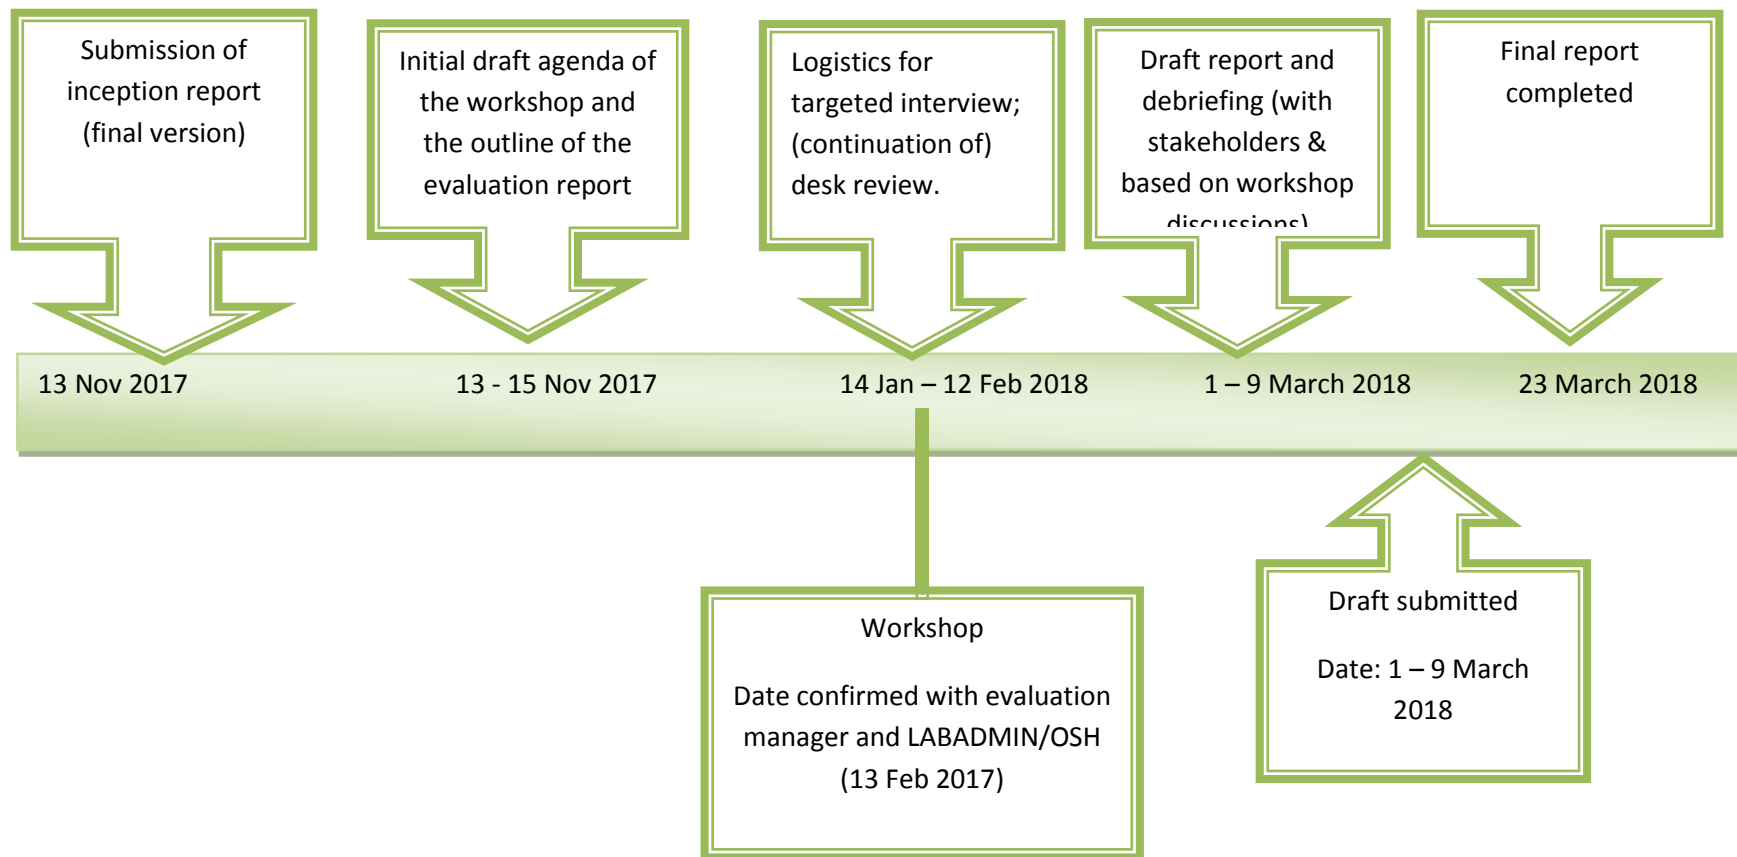 Submission of
inception report
(final version)
Initial draft agenda of
the workshop and
the outline of the
evaluation report
Logistics for
targeted interview;
(continuation of)
desk review.
Draft report and
debriefing (with
stakeholders &
based on workshop
discussions)
Final report
completed
13 Nov 2017
13 - 15 Nov 2017
14 Jan – 12 Feb 2018
1 – 9 March 2018
23 March 2018
Workshop
Date confirmed with evaluation
manager and LABADMIN/OSH
(13 Feb 2017)
Draft submitted
Date: 1 – 9 March
2018